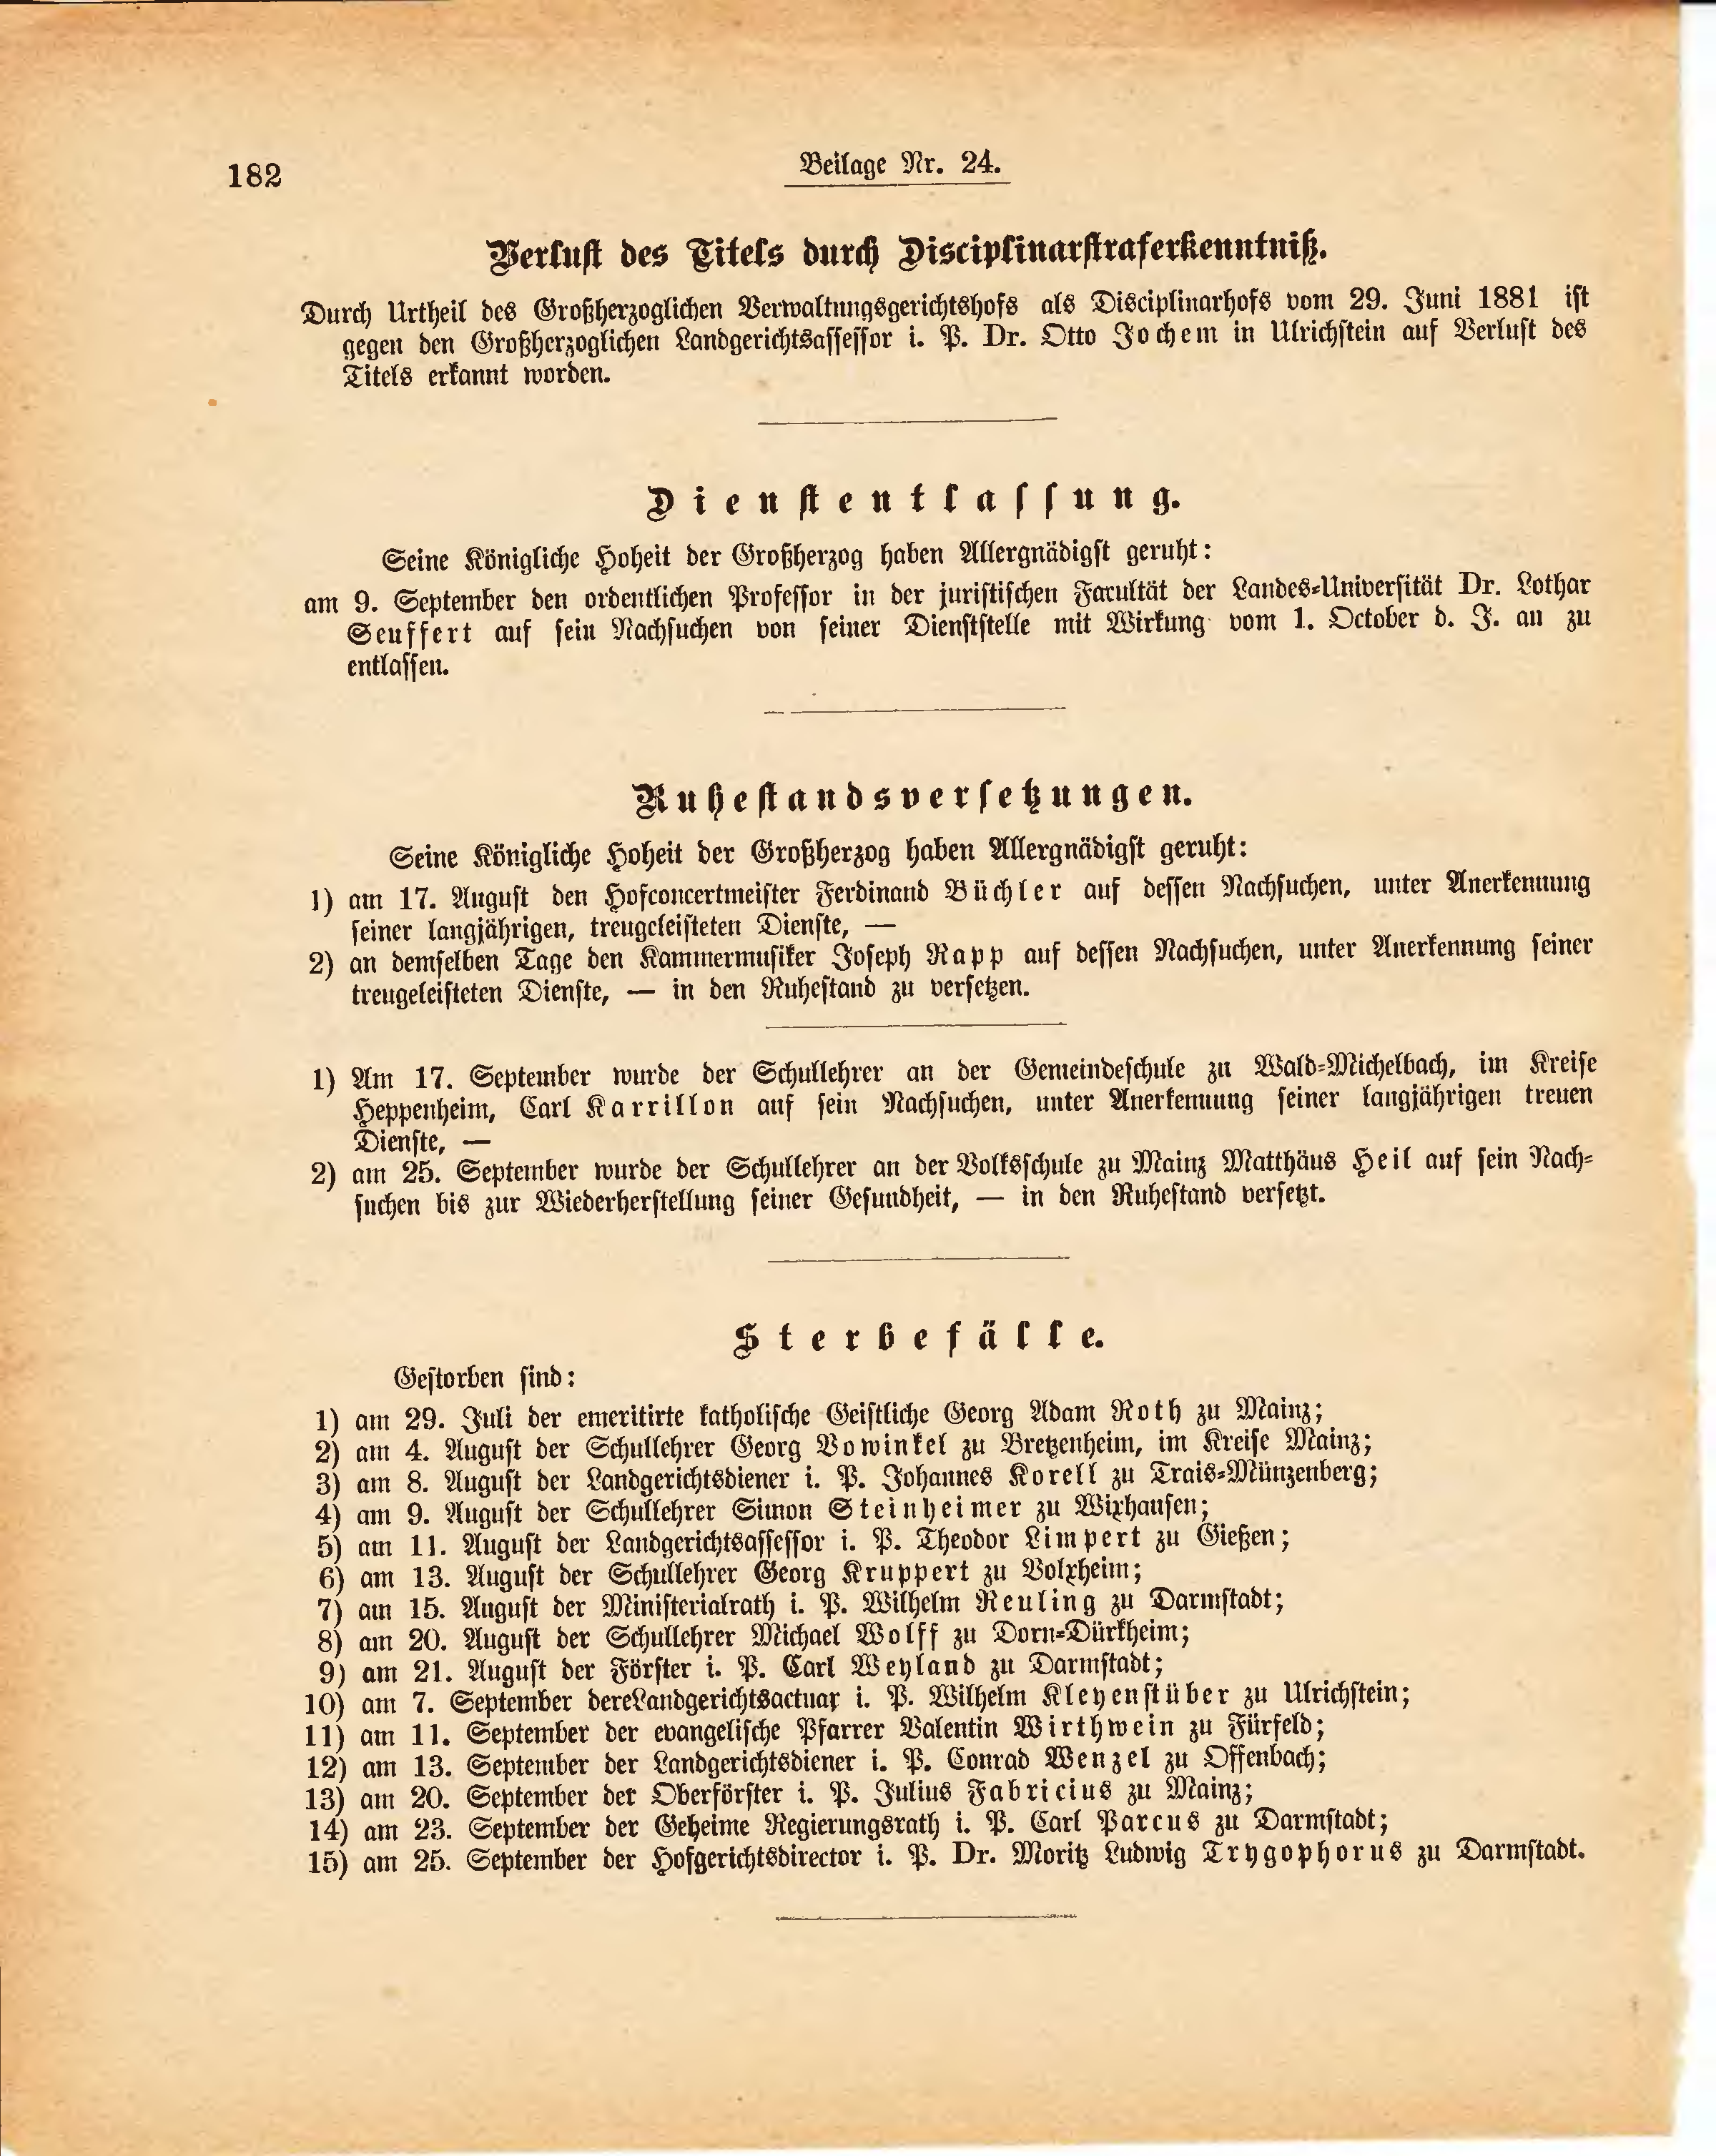 182
Beilage Nr. 24.
Verlust des Titels durch Disciplinarstraferkenntniß.
Durch Urtheil des Großherzoglichen Verwaltungsgerichtshofs als Disciplinarhofs vom 29. Juni 1881 ist
gegen den Großherzoglichen Landgerichtsassessor i. P. Dr. Otto Jochem in Ulrichstein auf Verlust des
Titels erkannt worden.
Dienstentlassung.
Seine Königliche Hoheit der Großherzog haben Allergnädigst geruht:
am 9. September den ordentlichen Professor in der juristischen Facultät der Landes-Universität Dr. Lothar
Seuffert auf sein Nachsuchen von seiner Dienststelle mit Wirkung vom 1. October d. J. an zu
entlassen.
Ruhestandsversetzungen.
Seine Königliche Hoheit der Großherzog haben Allergnädigst geruht:
1) am 17. August den Hofconcertmeister Ferdinand Büchler auf dessen Nachsuchen, unter Anerkennung
seiner langjährigen, treugeleisteten Dienste, —
2) an demselben Tage den Kammermusiker Joseph Rapp auf dessen Nachsuchen, unter Anerkennung seiner
treugeleisteten Dienste, — in den Ruhestand zu versetzen.
1) Am 17. September wurde der Schullehrer an der Gemeindeschule zu Wald-Michelbach, im Kreise
Heppenheim, Carl Karrillon auf sein Nachsuchen, unter Anerkennung seiner langjährigen treuen
Dienste, —
2) am 25. September wurde der Schullehrer an der Volksschule zu Mainz Matthäus Heil auf sein Nach-
suchen bis zur Wiederherstellung seiner Gesundheit, — in den Ruhestand versetzt.
Sterbefälle.
Gestorben sind:
1) am 29. Juli der emeritirte katholische Geistliche Georg Adam Roth zu Mainz;
2) am 4. August der Schullehrer Georg Vowinkel zu Bretzenheim, im Kreise Mainz;
3) am 8. August der Landgerichtsdiener i. P. Johannes Korell zu Trais-Münzenberg;
4) am 9. August der Schullehrer Simon Steinheimer zu Wixhausen;
5) am 11. August der Landgerichtsassessor i. P. Theodor Limpert zu Gießen;
6) am 13. August der Schullehrer Georg Kruppert zu Volxheim;
7) am 15. August der Ministerialrath i. P. Wilhelm Reuling zu Darmstadt;
8) am 20. August der Schullehrer Michael Wolff zu Dorn-Dürkheim;
9) am 21. August der Förster i. P. Carl Weyland zu Darmstadt;
10) am 7. September dereLandgerichtsactuar i. P. Wilhelm Kleyenstüber zu Ulrichstein;
11) am 11. September der evangelische Pfarrer Valentin Wirthwein zu Fürfeld;
12) am 13. September der Landgerichtsdiener i. P. Conrad Wenzel zu Offenbach;
13) am 20. September der Oberförster i. P. Julius Fabricius zu Mainz;
14) am 23. September der Geheime Regierungsrath i. P. Carl Parcus zu Darmstadt;
15) am 25. September der Hofgerichtsdirector i. P. Dr. Moritz Ludwig Trygophorus zu Darmstadt.